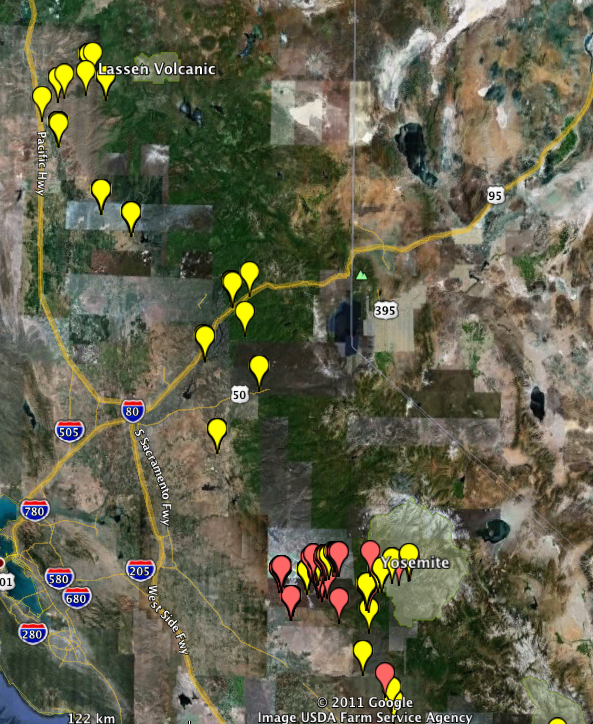 Lassen Volcanic
Pacific Hwy
95
395
50
80
505
S Sacramento Fwy
780
Yosemite
01
580
205
680
West Side Fwy
280
© 2011 Google
122 km
Image USDA Farm Service Agency